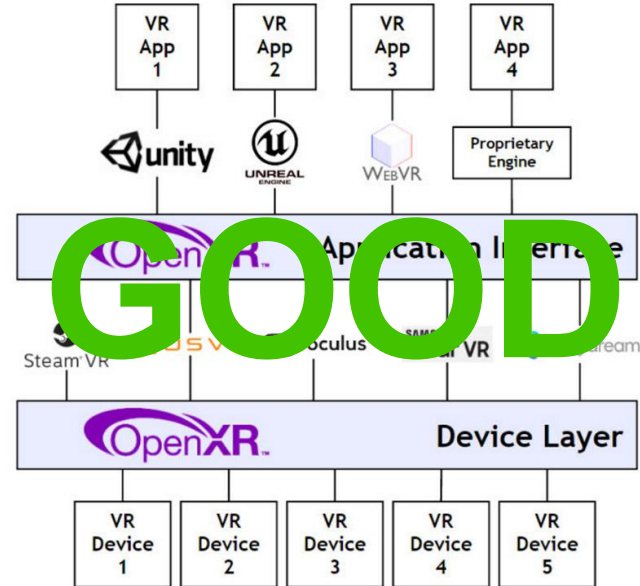 VR App 1
VR App 2
VR App 3
VR App 4
unity
UNREAL ENGINE
WEBVR
Proprietary Engine
OpenXR™
GOOD
Steam®VR
oculus
VR
OpenXR™ Device Layer
VR Device 1
VR Device 2
VR Device 3
VR Device 4
VR Device 5